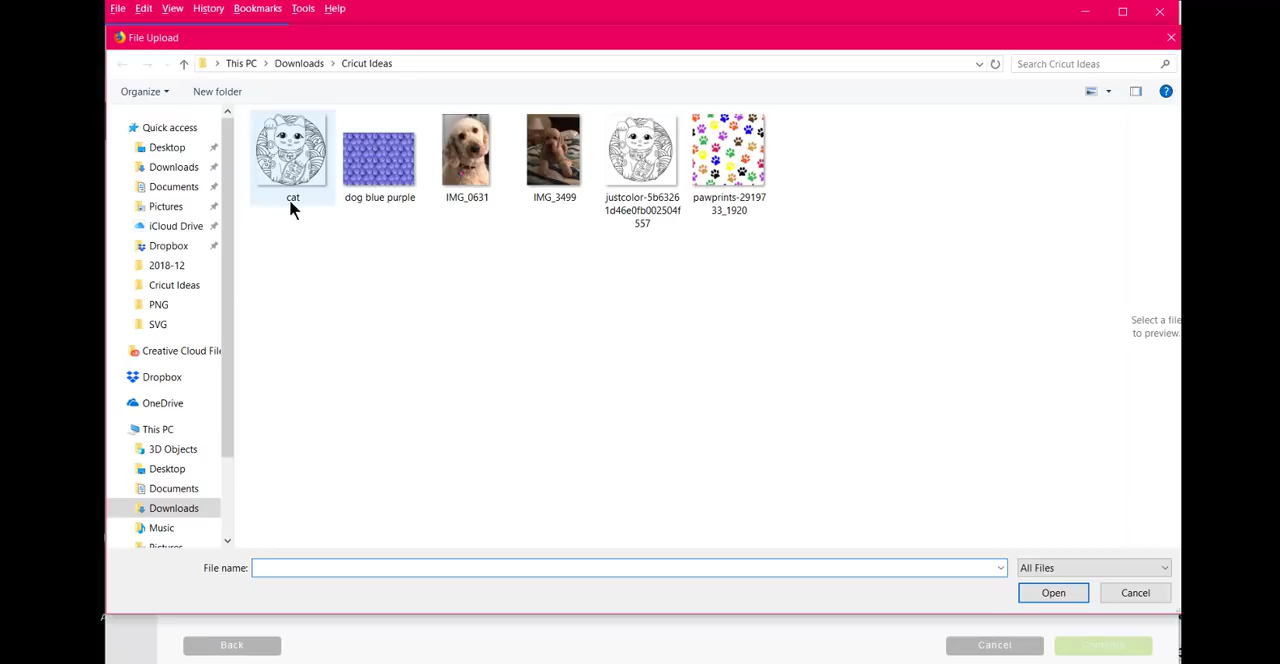 File Edit View History Bookmarks Tools Help
File Upload
This PC > Downloads > Cricut Ideas
Search Cricut Ideas
Organize New folder
Quick access
Desktop
Downloads
Documents
Pictures
iCloud Drive
Dropbox
2018-12
Cricut Ideas
PNG
SVG
Creative Cloud File
Dropbox
OneDrive
This PC
3D Objects
Desktop
Documents
Downloads
Music
Pictures
cat
dog blue purple
IMG_0631
IMG_3499
justcolor-5b6326
1d46e0fb002504f
557
pawprints-29197
33_1920
Select a file
to preview.
File name:
All Files
Open Cancel
Back Cancel